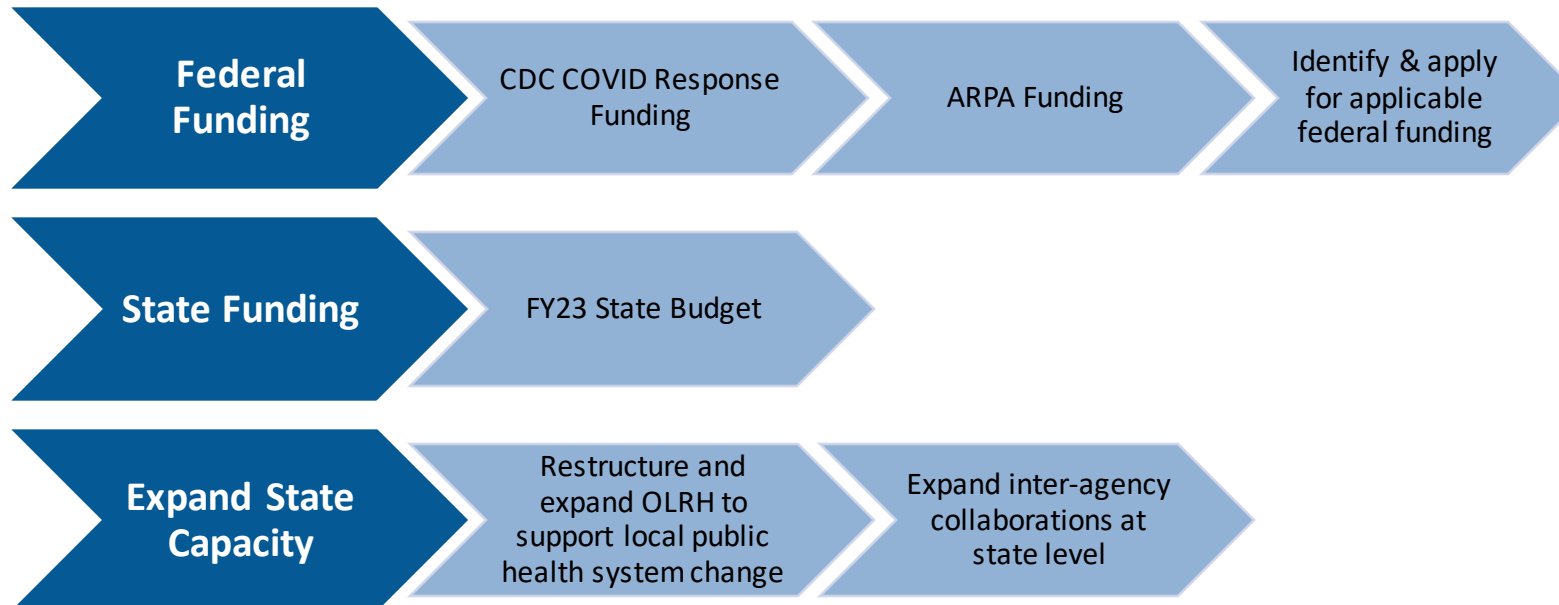 Federal
Funding
CDC COVID Response
Funding
ARPA Funding
Identify & apply
for applicable
federal funding
State Funding
FY23 State Budget
Expand State
Capacity
Restructure and
expand OLRH to
support local public
health system change
Expand inter-agency
collaborations at
state level